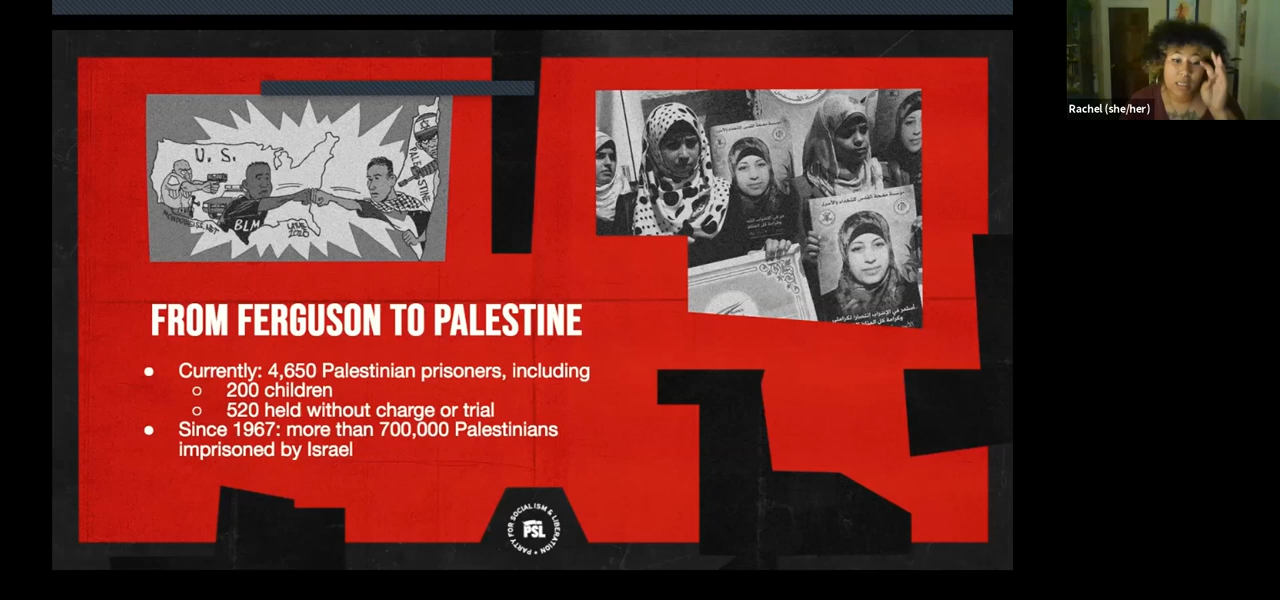 Rachel (she/her)
U. S.
PALESTINE
BLM
FROM FERGUSON TO PALESTINE
Currently: 4,650 Palestinian prisoners, including
200 children
520 held without charge or trial
Since 1967: more than 700,000 Palestinians
imprisoned by Israel
PARTY FOR SOCIALISM & LIBERATION
PSL